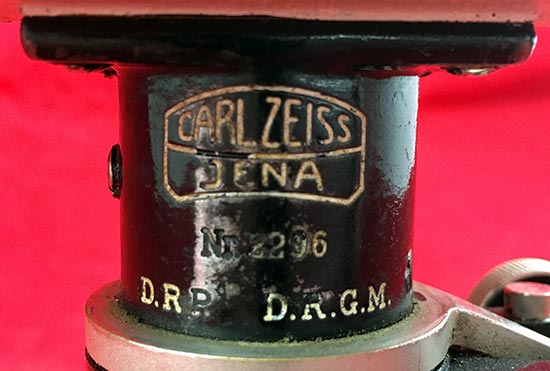 CARL ZEISS
JENA
Nr. 2296
D.R.P. D.R.G.M.